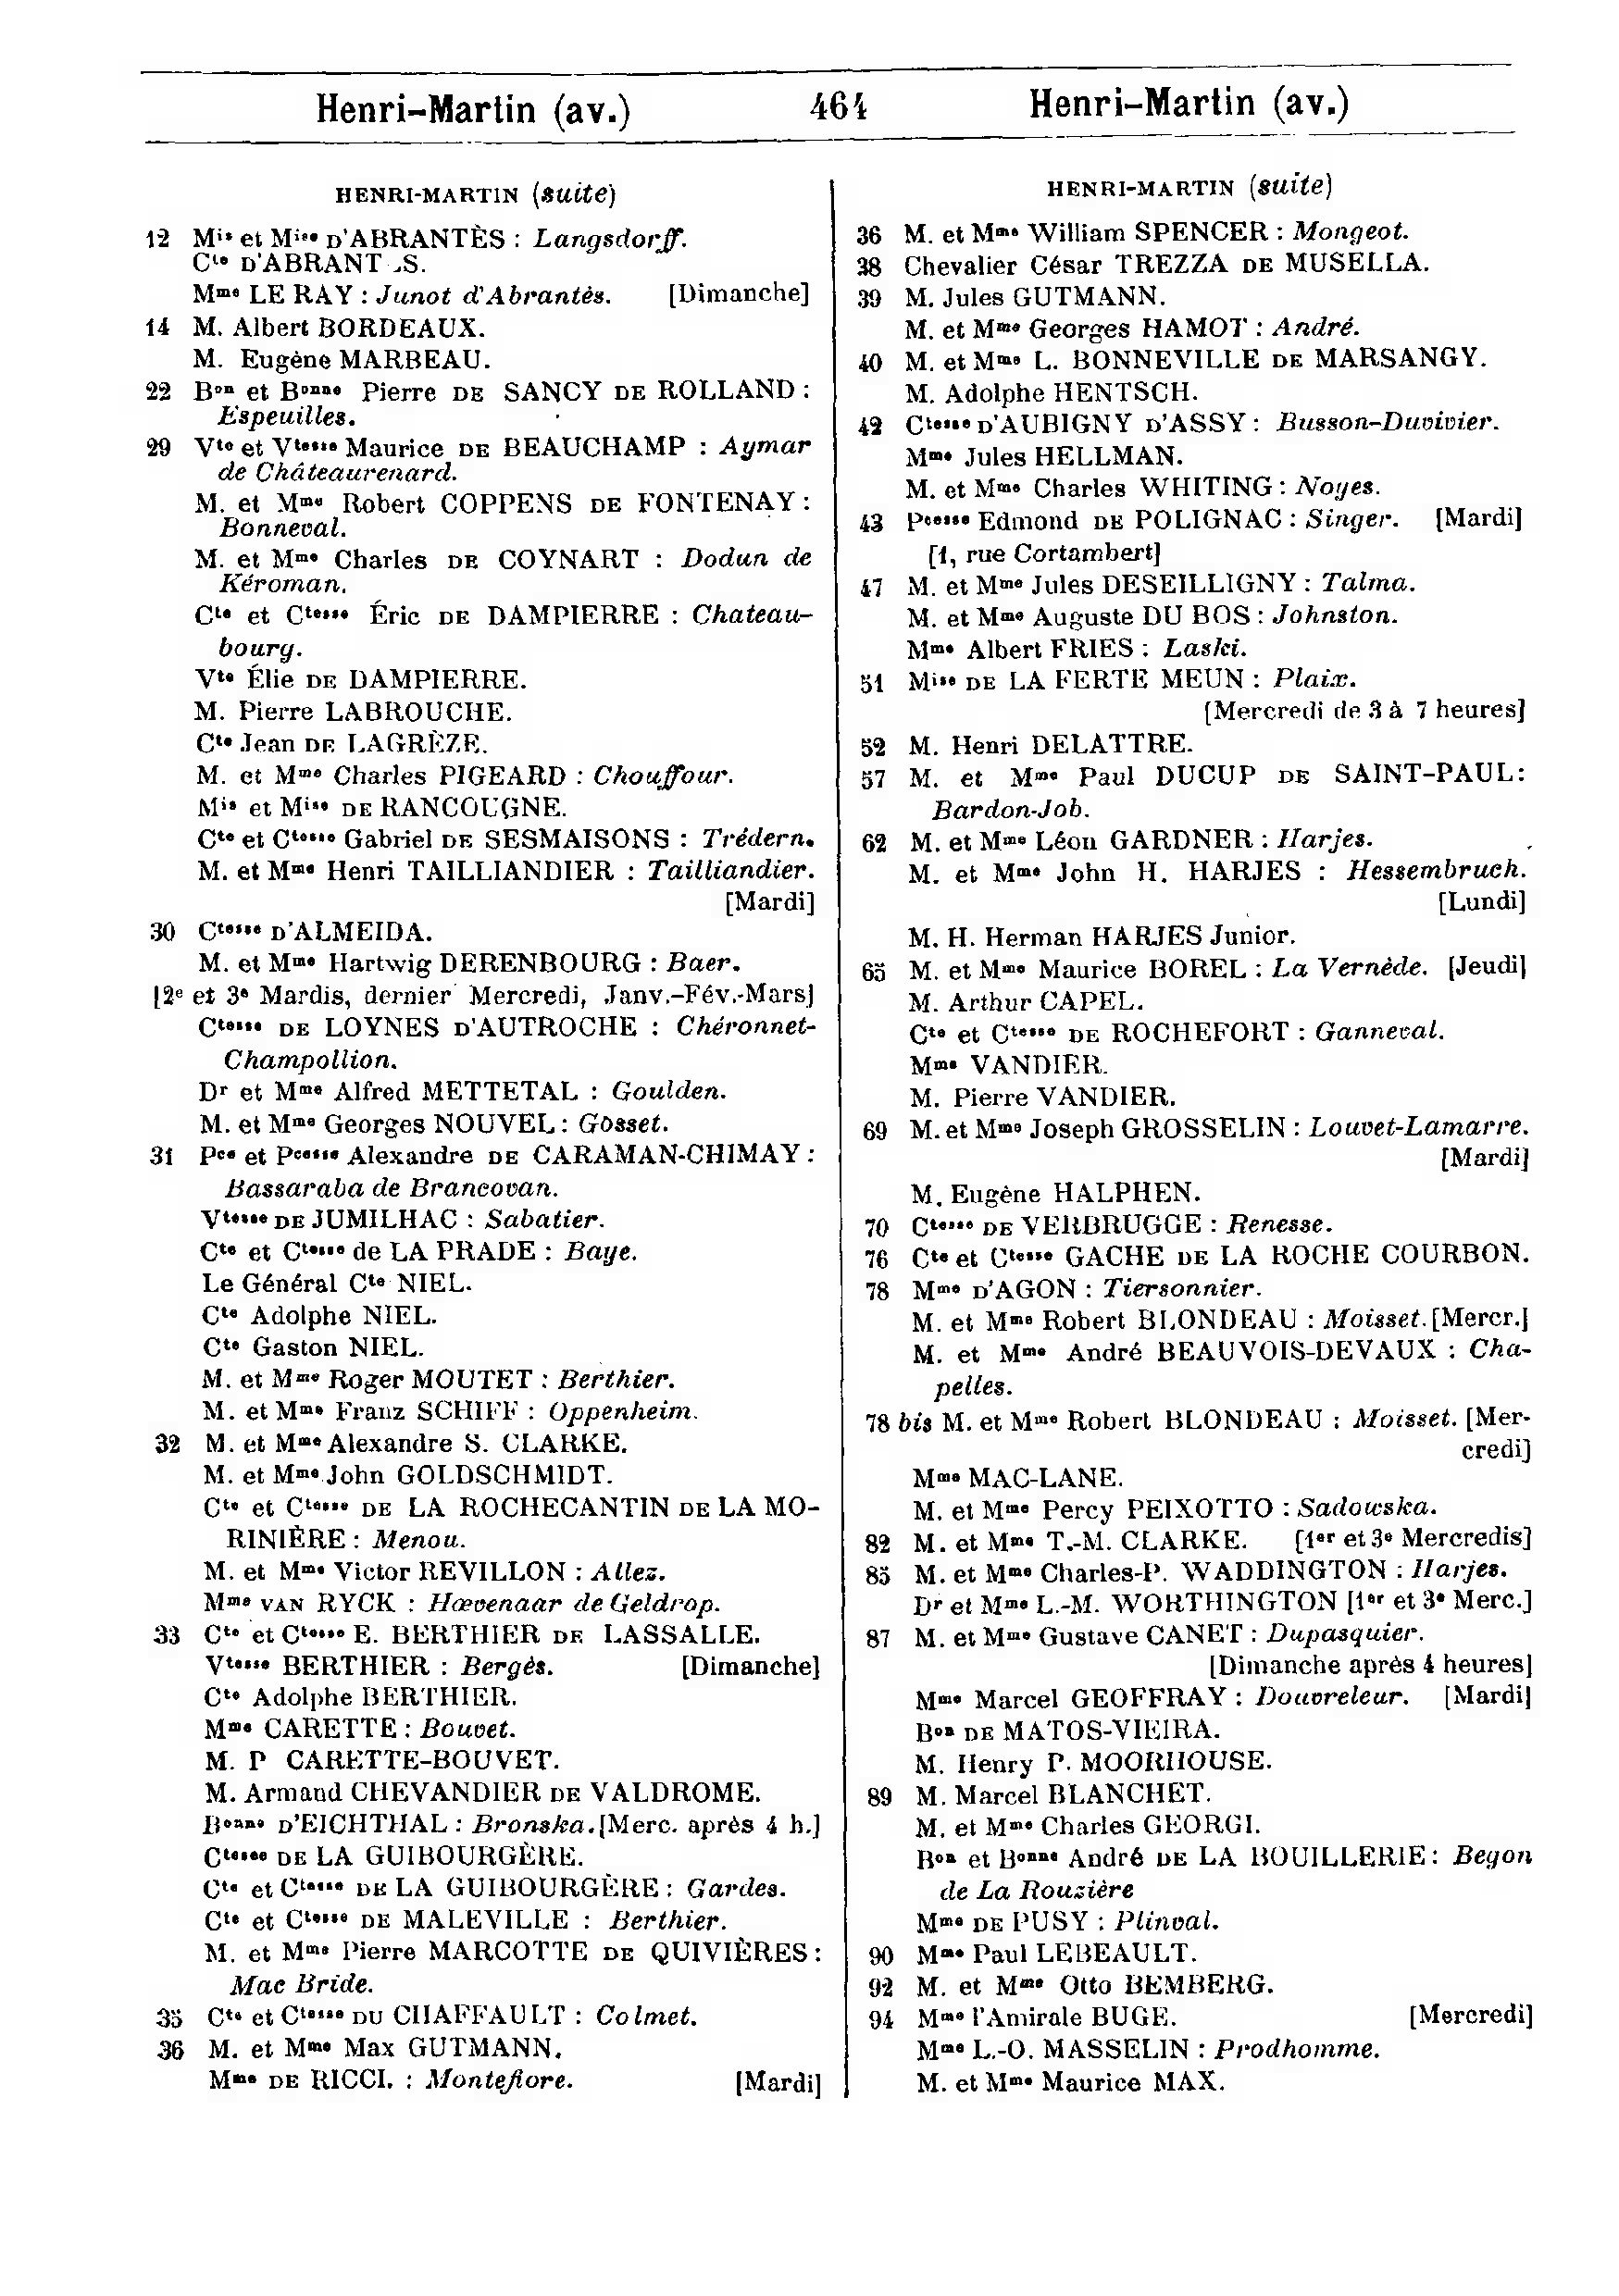 Henri-Martin (av.) 464 Henri-Martin (av.)
HENRI-MARTIN (suite)
12 Mis et Mise D'ABRANTÈS : Langsdorff.
Cte D'ABRANT .S.
Mme LE RAY : Junot d'Abrantès. [Dimanche]
14 M. Albert BORDEAUX.
M. Eugène MARBEAU.
22 Bon et Bonne Pierre DE SANCY DE ROLLAND :
Espeuilles.
29 Vte et Vtesse Maurice DE BEAUCHAMP : Aymar
de Châteaurenard.
M. et Mme Robert COPPENS DE FONTENAY :
Bonneval.
M. et Mme Charles DE COYNART : Dodun de
Kéroman.
Cte et Ctesse Éric DE DAMPIERRE : Chateau-
bourg.
Vte Élie DE DAMPIERRE.
M. Pierre LABROUCHE.
Cte Jean DE LAGRÈZE.
M. et Mme Charles PIGEARD : Chouffour.
Mis et Mise DE RANCOUGNE.
Cte et Ctesse Gabriel DE SESMAISONS : Trédern.
M. et Mme Henri TAILLIANDIER : Tailliandier.
[Mardi]
30 Ctesse D'ALMEIDA.
M. et Mme Hartwig DERENBOURG : Baer.
[2e et 3e Mardis, dernier Mercredi, Janv.-Fév.-Mars]
Ctesse DE LOYNES D'AUTROCHE : Chéronnet-
Champollion.
Dr et Mme Alfred METTETAL : Goulden.
M. et Mme Georges NOUVEL : Gosset.
31 Pce et Pcesse Alexandre DE CARAMAN-CHIMAY :
Bassaraba de Brancovan.
Vtesse DE JUMILHAC : Sabatier.
Cte et Ctesse de LA PRADE : Baye.
Le Général Cte NIEL.
Cte Adolphe NIEL.
Cte Gaston NIEL.
M. et Mme Roger MOUTET : Berthier.
M. et Mme Franz SCHIFF : Oppenheim.
32 M. et Mme Alexandre S. CLARKE.
M. et Mme John GOLDSCHMIDT.
Cte et Ctesse DE LA ROCHECANTIN DE LA MO-
RINIÈRE : Menou.
M. et Mme Victor REVILLON : Allez.
Mme VAN RYCK : Hœvenaar de Geldrop.
33 Cte et Ctesse E. BERTHIER DE LASSALLE.
Vtesse BERTHIER : Bergès. [Dimanche]
Cte Adolphe BERTHIER.
Mme CARETTE : Bouvet.
M. P CARETTE-BOUVET.
M. Armand CHEVANDIER DE VALDROME.
Bonne D'EICHTHAL : Bronska. [Merc. après 4 h.]
Ctesse DE LA GUIBOURGÈRE.
Cte et Ctesse DE LA GUIBOURGÈRE : Gardes.
Cte et Ctesse DE MALEVILLE : Berthier.
M. et Mme Pierre MARCOTTE DE QUIVIÈRES :
Mac Bride.
35 Cte et Ctesse DU CHAFFAULT : Colmet.
36 M. et Mme Max GUTMANN.
Mme DE RICCI. : Montefiore. [Mardi]
HENRI-MARTIN (suite)
36 M. et Mme William SPENCER : Mongeot.
38 Chevalier César TREZZA DE MUSELLA.
39 M. Jules GUTMANN.
M. et Mme Georges HAMOT : André.
40 M. et Mme L. BONNEVILLE DE MARSANGY.
M. Adolphe HENTSCH.
42 Ctesse D'AUBIGNY D'ASSY : Busson-Duvivier.
Mme Jules HELLMAN.
M. et Mme Charles WHITING : Noyes.
43 Pcesse Edmond DE POLIGNAC : Singer. [Mardi]
[1, rue Cortambert]
47 M. et Mme Jules DESEILLIGNY : Talma.
M. et Mme Auguste DU BOS : Johnston.
Mme Albert FRIES : Laski.
51 Mise DE LA FERTE MEUN : Plaix.
[Mercredi de 3 à 7 heures]
52 M. Henri DELATTRE.
57 M. et Mme Paul DUCUP DE SAINT-PAUL :
Bardon-Job.
62 M. et Mme Léon GARDNER : Harjes.
M. et Mme John H. HARJES : Hessembruch.
[Lundi]
M. H. Herman HARJES Junior.
65 M. et Mme Maurice BOREL : La Vernède. [Jeudi]
M. Arthur CAPEL.
Cte et Ctesse DE ROCHEFORT : Ganneval.
Mme VANDIER.
M. Pierre VANDIER.
69 M. et Mme Joseph GROSSELIN : Louvet-Lamarre.
[Mardi]
M. Eugène HALPHEN.
70 Ctesse DE VERBRUGGE : Renesse.
76 Cte et Ctesse GACHE DE LA ROCHE COURBON.
78 Mme D'AGON : Tiersonnier.
M. et Mme Robert BLONDEAU : Moisset. [Mercr.]
M. et Mme André BEAUVOIS-DEVAUX : Cha-
pelles.
78 bis M. et Mme Robert BLONDEAU : Moisset. [Mer-
credi]
Mme MAC-LANE.
M. et Mme Percy PEIXOTTO : Sadowska.
82 M. et Mme T.-M. CLARKE. [1er et 3e Mercredis]
85 M. et Mme Charles-P. WADDINGTON : Harjes.
Dr et Mme L.-M. WORTHINGTON [1er et 3e Merc.]
87 M. et Mme Gustave CANET : Dupasquier.
[Dimanche après 4 heures]
Mme Marcel GEOFFRAY : Douvreleur. [Mardi]
Bon DE MATOS-VIEIRA.
M. Henry P. MOORHOUSE.
89 M. Marcel BLANCHET.
M. et Mme Charles GEORGI.
Bon et Bonne André DE LA BOUILLERIE : Begon
de La Rouzière
Mme DE PUSY : Plinval.
90 Mme Paul LEBEAULT.
92 M. et Mme Otto BEMBERG.
94 Mme l'Amirale BUGE. [Mercredi]
Mme L.-O. MASSELIN : Prodhomme.
M. et Mme Maurice MAX.